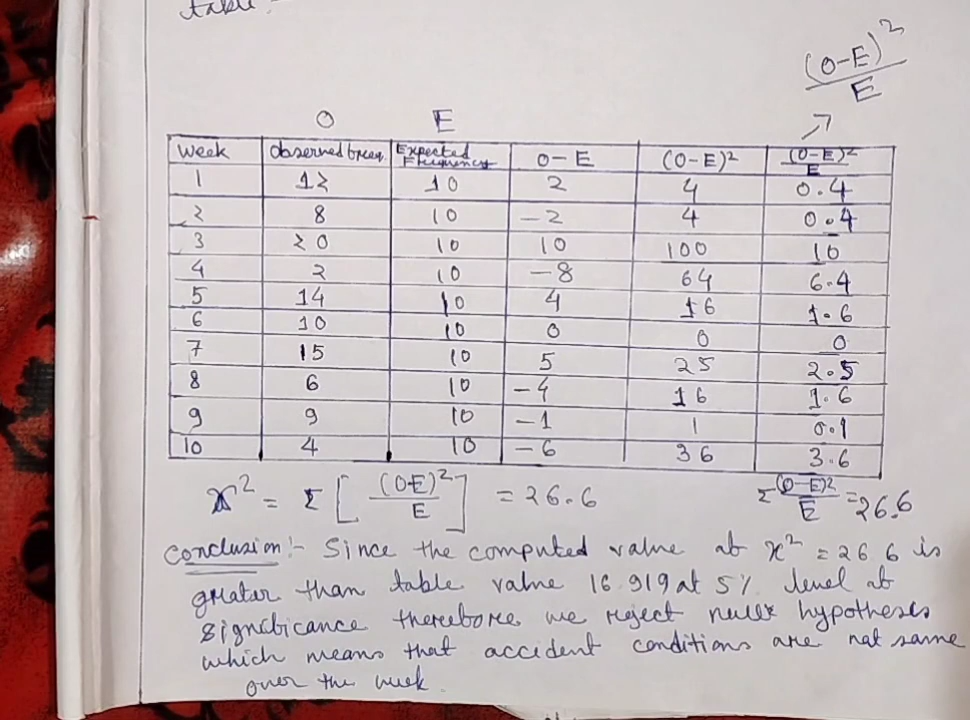 table.
(O-E)²
E
O E
Week Observed freq. Expected Frequency O-E (O-E)² (O-E)²/E
1 12 10 2 4 0.4
2 8 10 -2 4 0.4
3 20 10 10 100 10
4 2 10 -8 64 6.4
5 14 10 4 16 1.6
6 10 10 0 0 0
7 15 10 5 25 2.5
8 6 10 -4 16 1.6
9 9 10 -1 1 0.1
10 4 10 -6 36 3.6
x² = Σ[(O-E)²/E] = 26.6 Σ(O-E)²/E = 26.6
Conclusion:- Since the computed value of x² = 26 6 is
greater than table value 16.919 at 5% level of
significance therefore we reject null hypotheses
which means that accident conditions are not same
over the week.